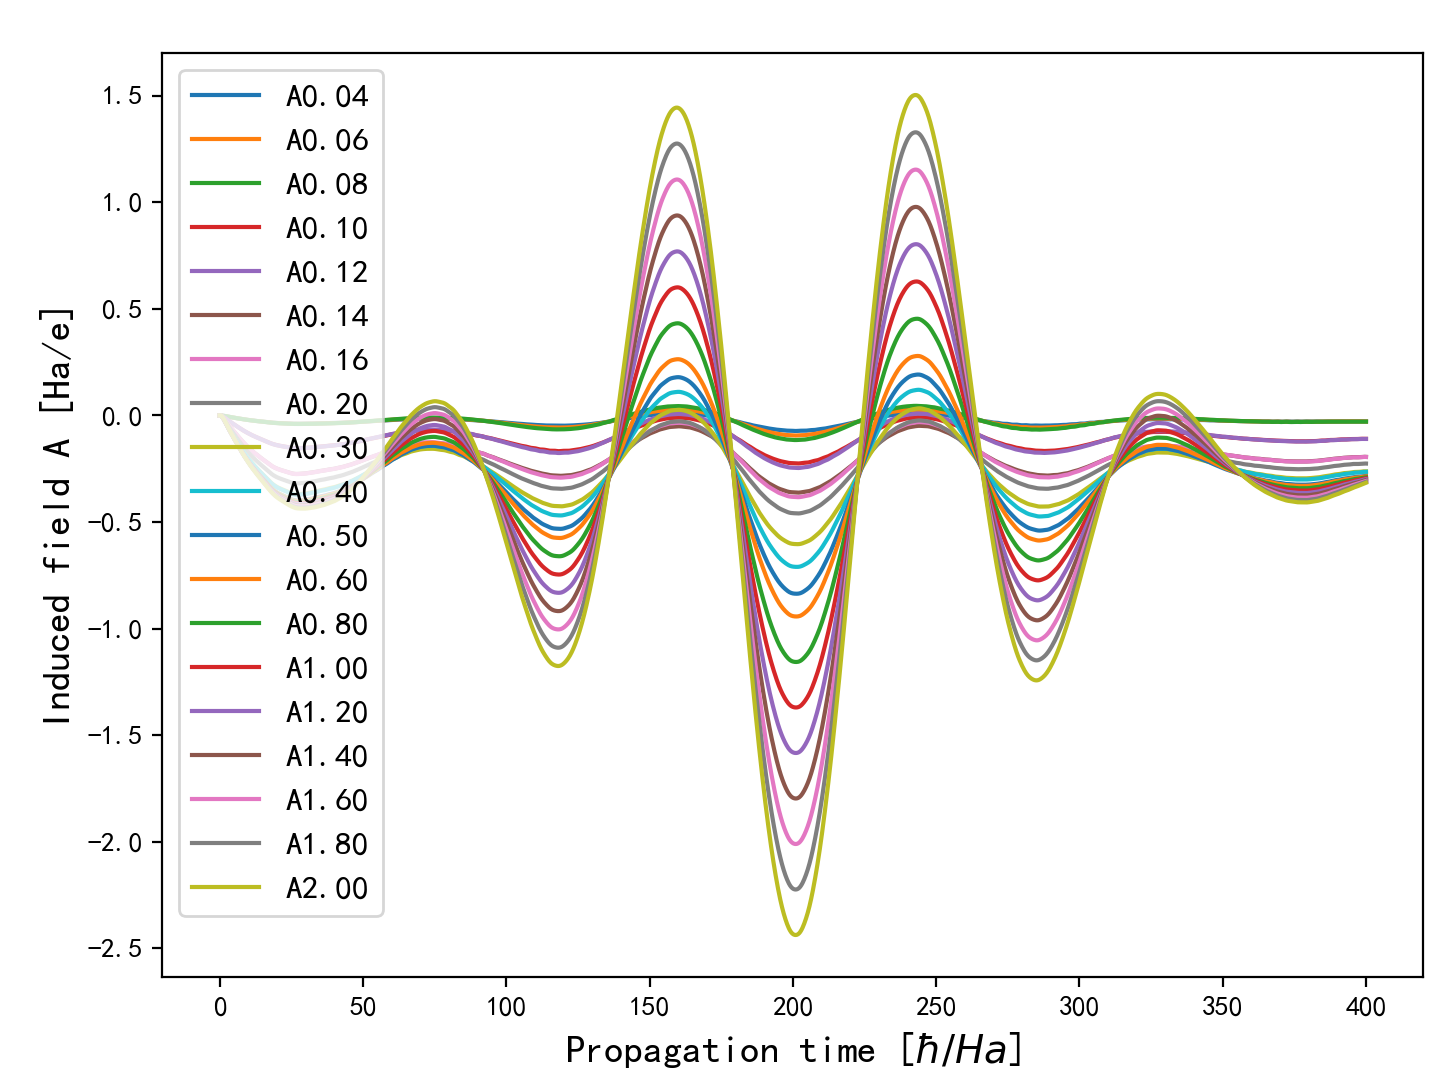 1.5
1.0
0.5
0.0
−0.5
−1.0
−1.5
−2.0
−2.5
Induced field A [Ha/e]
A0.04
A0.06
A0.08
A0.10
A0.12
A0.14
A0.16
A0.20
A0.30
A0.40
A0.50
A0.60
A0.80
A1.00
A1.20
A1.40
A1.60
A1.80
A2.00
0 50 100 150 200 250 300 350 400
Propagation time [ℏ/Ha]